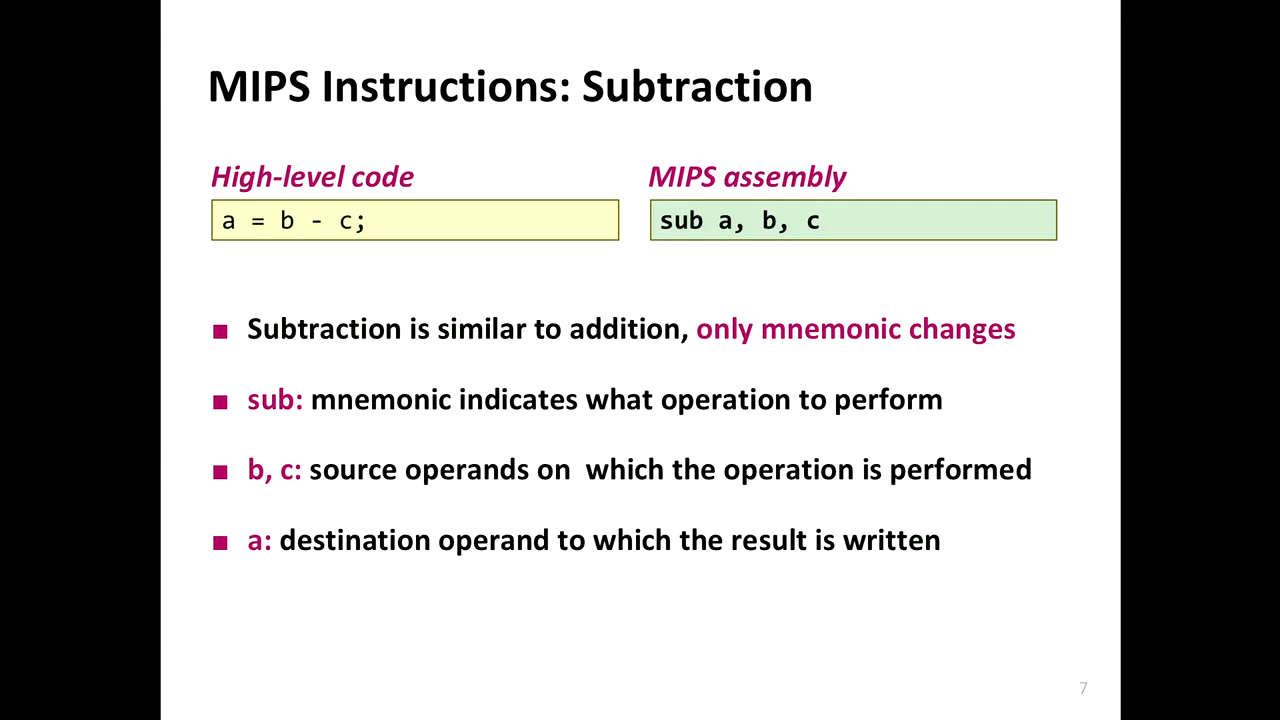 MIPS Instructions: Subtraction
High-level code
MIPS assembly
a = b - c;
sub a, b, c
Subtraction is similar to addition, only mnemonic changes
sub: mnemonic indicates what operation to perform
b, c: source operands on which the operation is performed
a: destination operand to which the result is written
7